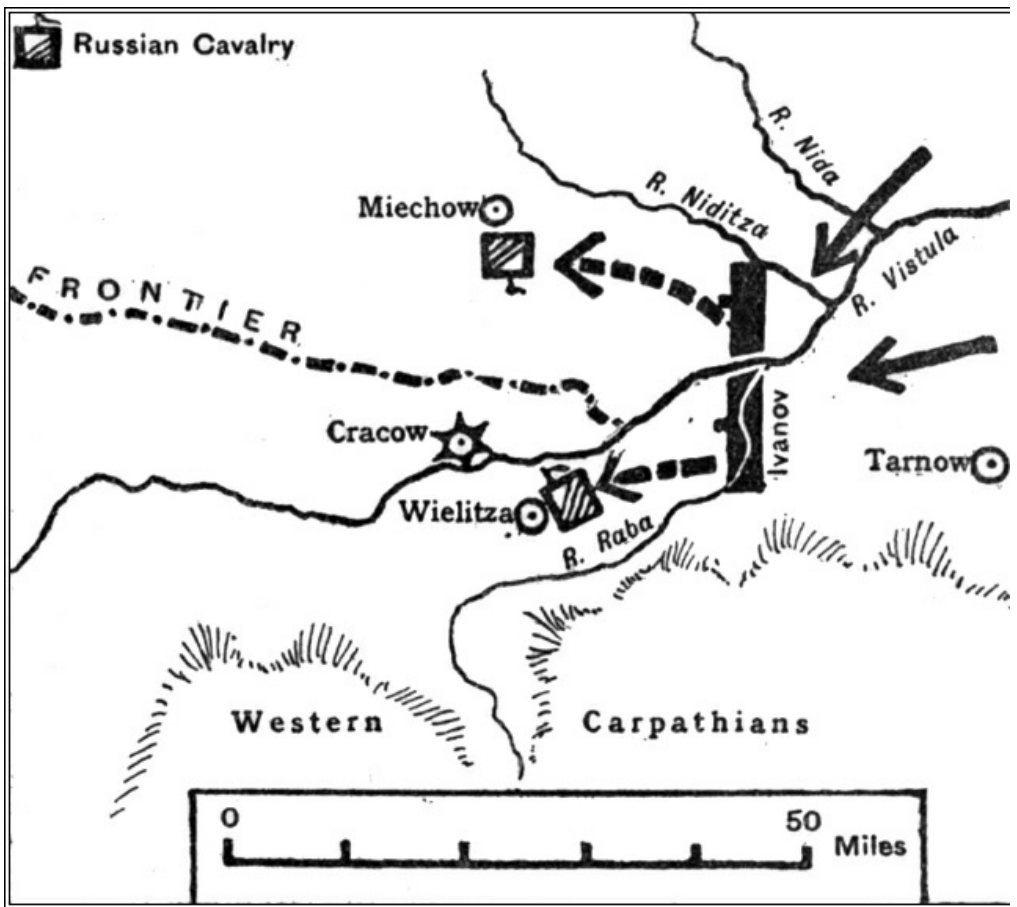 Russian Cavalry
R. Nida
Miechow
R. Niditza
R. Vistula
FRONTIER
Cracow
Ivanov
Tarnow
Wielitza
R. Raba
Western Carpathians
0 50
Miles